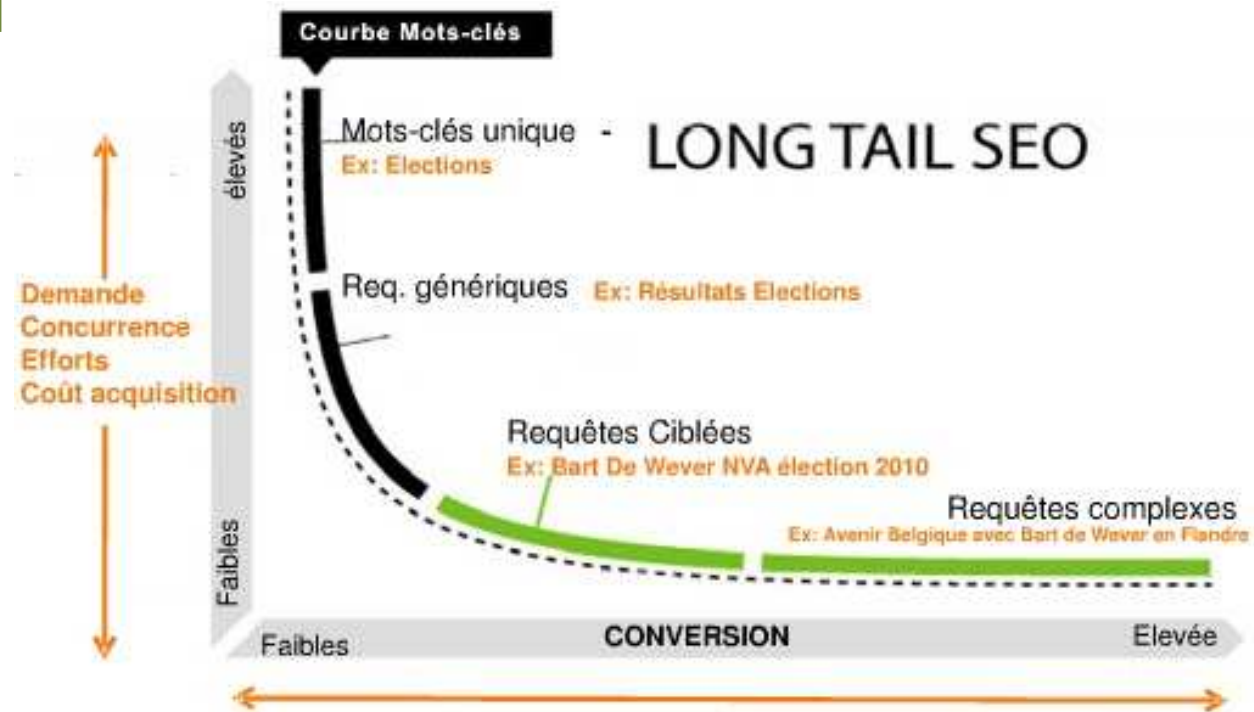 Courbe Mots-clés
élevés
Mots-clés unique -
Ex: Elections
LONG TAIL SEO
Req. génériques Ex: Résultats Elections
Demande
Concurrence
Efforts
Coût acquisition
Requêtes Ciblées
Ex: Bart De Wever NVA élection 2010
Requêtes complexes
Ex: Avenir Belgique avec Bart de Wever en Flandre
Faibles
Faibles
CONVERSION
Elevée